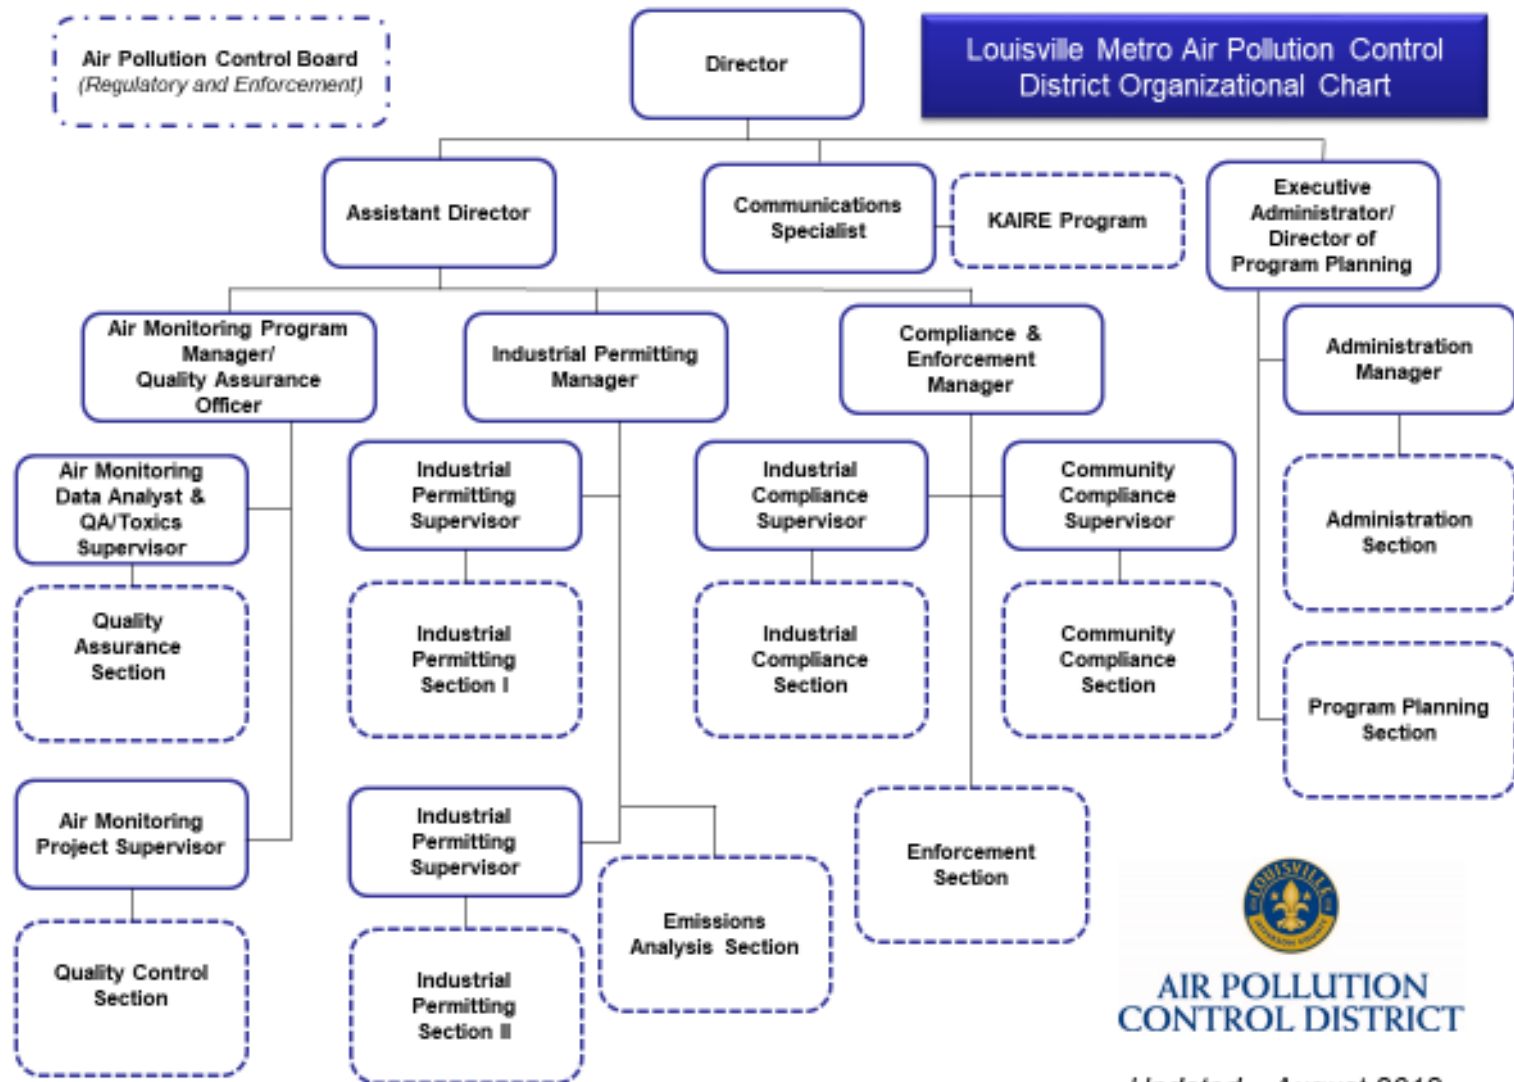 Air Pollution Control Board
(Regulatory and Enforcement)
Director
Louisville Metro Air Pollution Control
District Organizational Chart
Assistant Director
Communications
Specialist
KAIRE Program
Executive
Administrator/
Director of
Program Planning
Air Monitoring Program
Manager/
Quality Assurance
Officer
Industrial Permitting
Manager
Compliance &
Enforcement
Manager
Administration
Manager
Air Monitoring
Data Analyst &
QA/Toxics
Supervisor
Industrial
Permitting
Supervisor
Industrial
Compliance
Supervisor
Community
Compliance
Supervisor
Administration
Section
Quality
Assurance
Section
Industrial
Permitting
Section I
Industrial
Compliance
Section
Community
Compliance
Section
Program Planning
Section
Air Monitoring
Project Supervisor
Industrial
Permitting
Supervisor
Emissions
Analysis Section
Enforcement
Section
Quality Control
Section
Industrial
Permitting
Section II
LOUISVILLE
JEFFERSON COUNTY
AIR POLLUTION
CONTROL DISTRICT